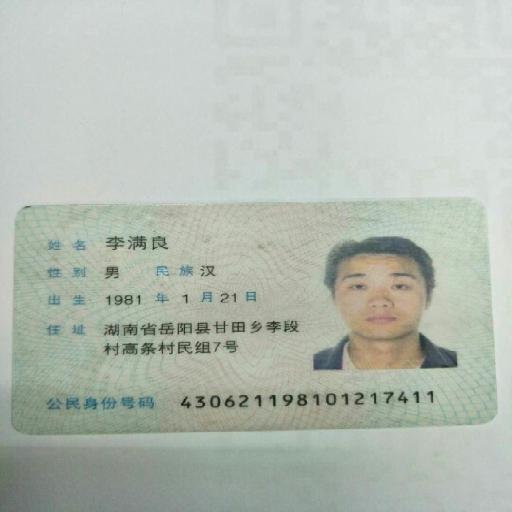 姓名 李满良
性别 男 民族 汉
出生 1981 年 1 月 21 日
住址 湖南省岳阳县甘田乡李段
村高条村民组7号
公民身份号码 430621198101217411